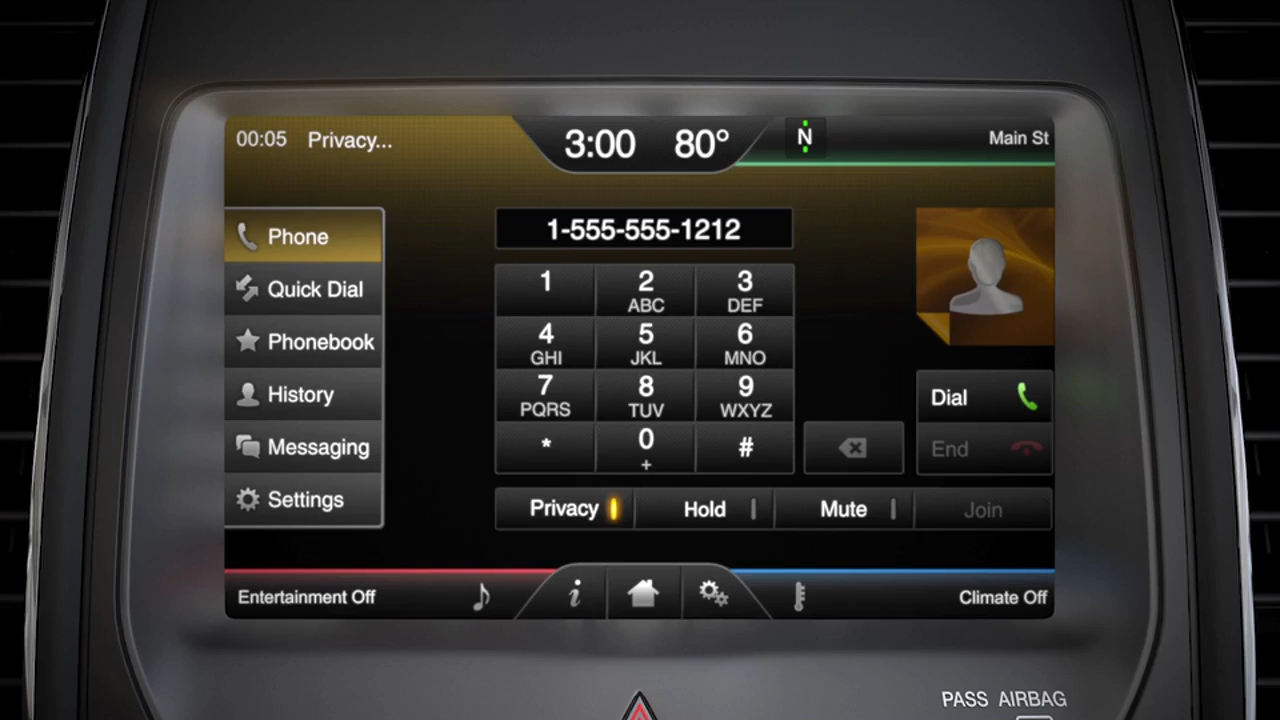 00:05 Privacy... 3:00 80° N Main St
Phone
Quick Dial
Phonebook
History
Messaging
Settings
1-555-555-1212
1 2 3
ABC DEF
4 5 6
GHI JKL MNO
7 8 9
PQRS TUV WXYZ
* 0 #
+
Dial
End
Privacy Hold Mute Join
Entertainment Off i Climate Off
PASS AIRBAG